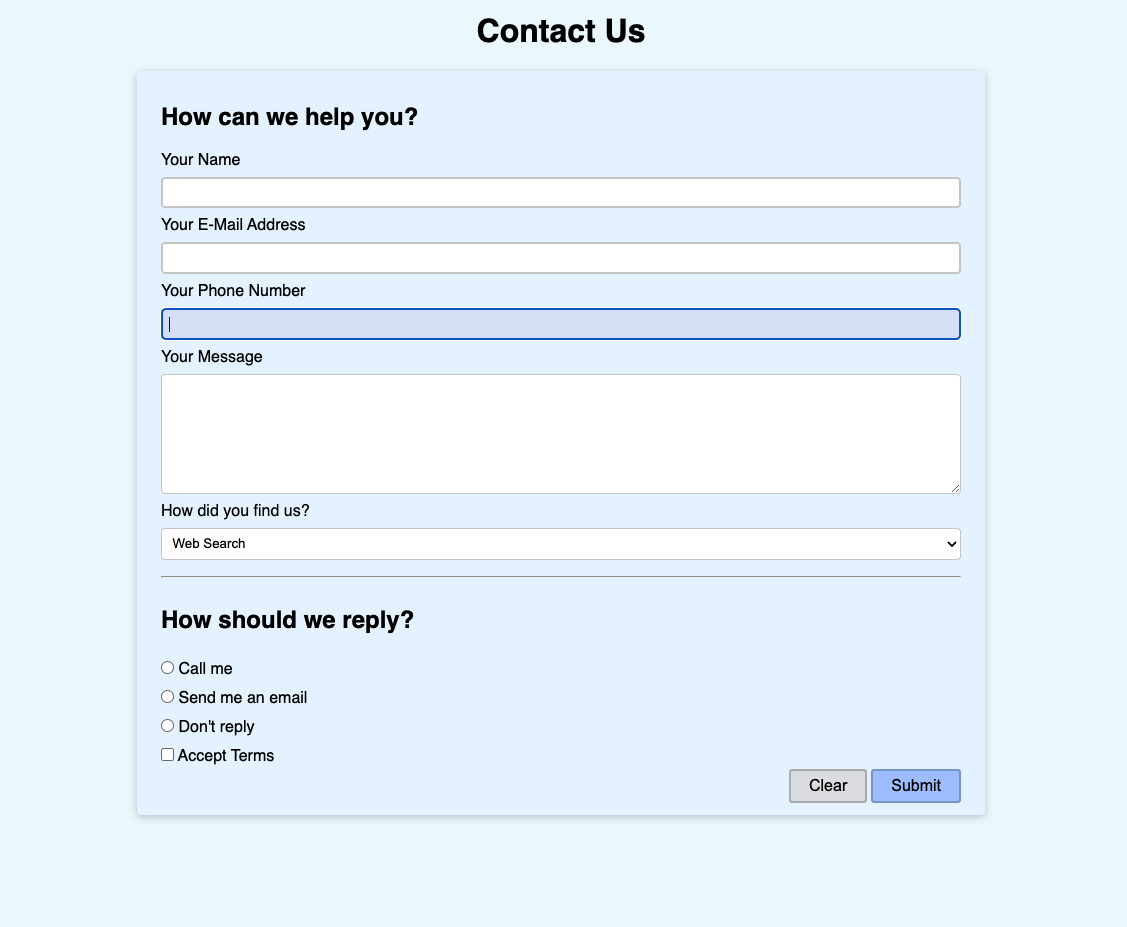 Contact Us
How can we help you?
Your Name
Your E-Mail Address
Your Phone Number
Your Message
How did you find us?
Web Search
How should we reply?
Call me
Send me an email
Don't reply
Accept Terms
Clear Submit